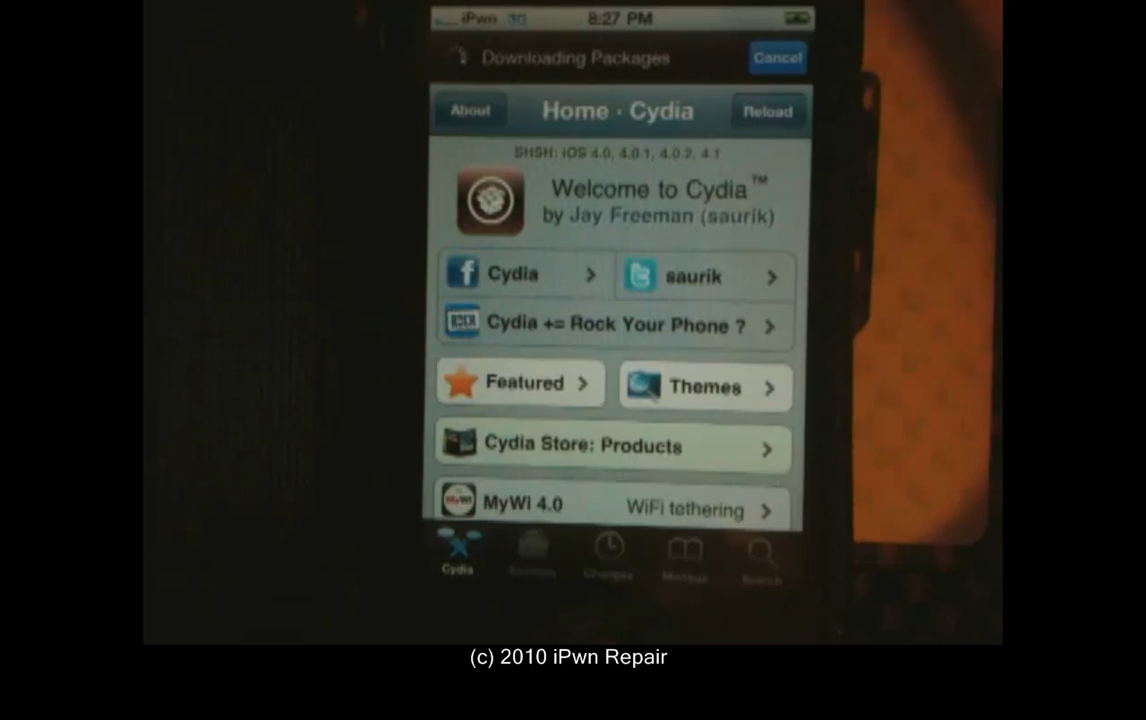 iPwn 3G 8:27 PM
Downloading Packages Cancel
About Home · Cydia Reload
SHSH: iOS 4.0, 4.0.1, 4.0.2, 4.1
Welcome to Cydia™
by Jay Freeman (saurik)
Cydia saurik
ROCK Cydia += Rock Your Phone ?
Featured Themes
Cydia Store: Products
MyWi MyWi 4.0 WiFi tethering
Cydia Sections Changes Manage Search
(c) 2010 iPwn Repair